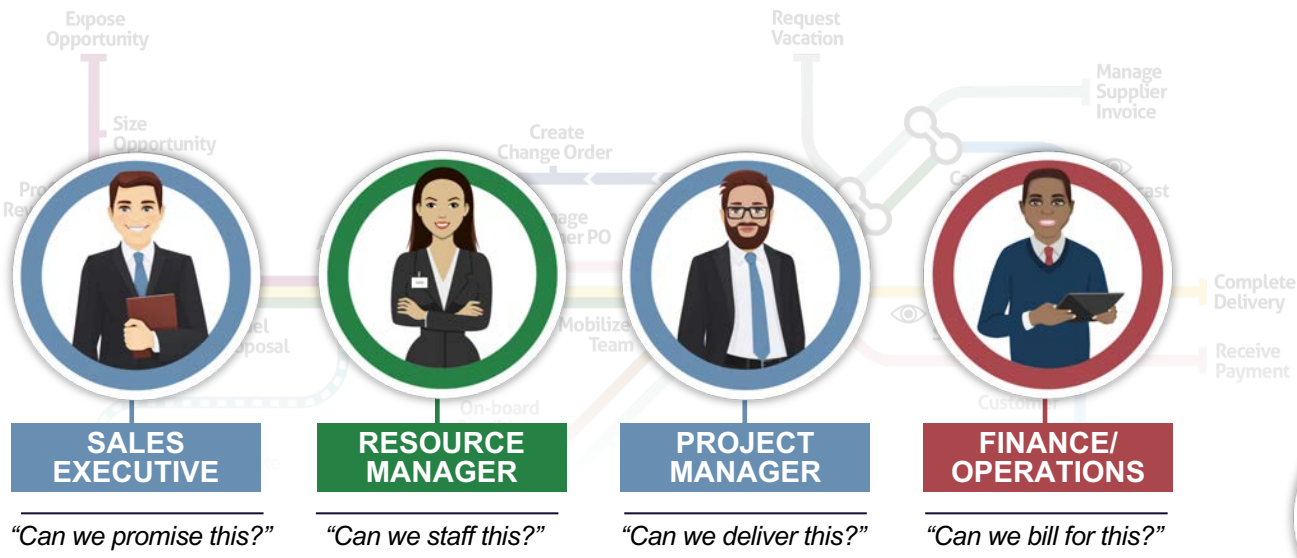 Expose
Opportunity
Request
Vacation
Manage
Supplier
Invoice
Size
Opportunity
Create
Change Order
Complete
Delivery
Mobilize
Team
Receive
Payment
On-board
Customer
SALES
EXECUTIVE
RESOURCE
MANAGER
PROJECT
MANAGER
FINANCE/
OPERATIONS
“Can we promise this?”
“Can we staff this?”
“Can we deliver this?”
“Can we bill for this?”